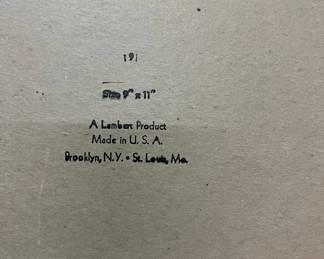 191
Size 9" x 11"
A Lambert Product
Made in U. S. A.
Brooklyn, N.Y. • St. Louis, Mo.